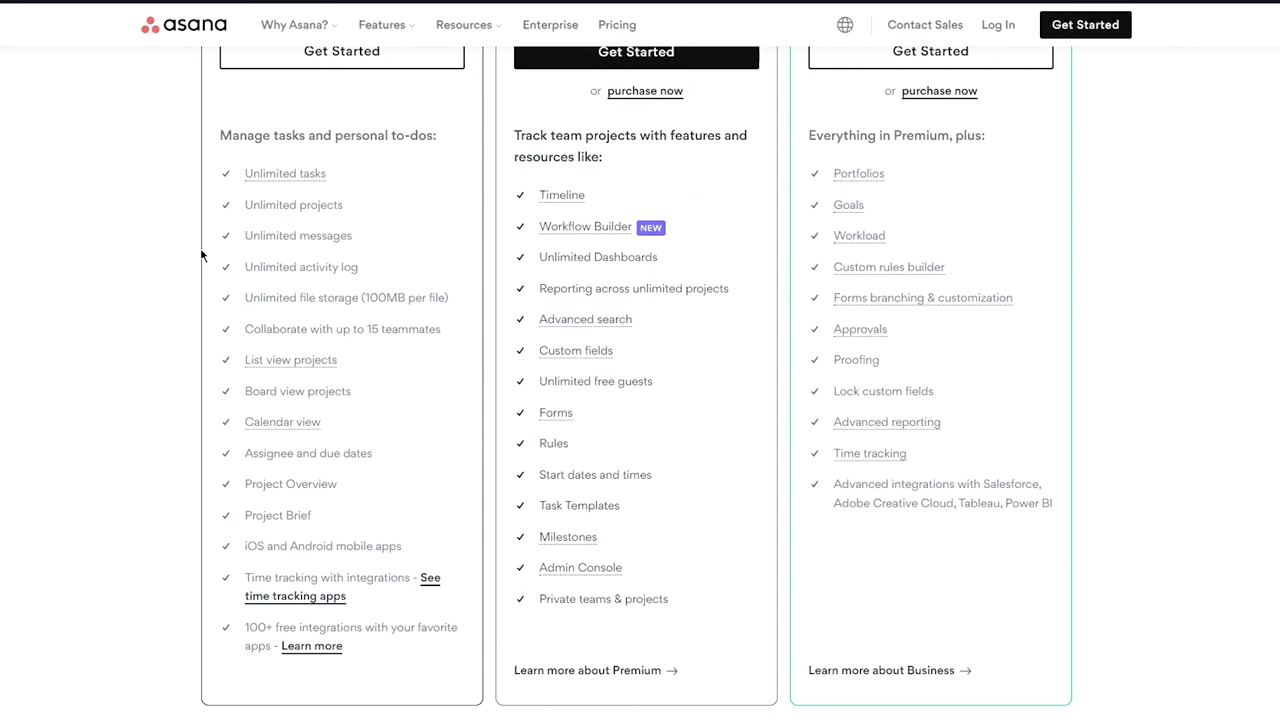 asana
Why Asana?
Features
Resources
Enterprise
Pricing
Contact Sales
Log In
Get Started
Get Started
Manage tasks and personal to-dos:
Unlimited tasks
Unlimited projects
Unlimited messages
Unlimited activity log
Unlimited file storage (100MB per file)
Collaborate with up to 15 teammates
List view projects
Board view projects
Calendar view
Assignee and due dates
Project Overview
Project Brief
iOS and Android mobile apps
Time tracking with integrations - See
time tracking apps
100+ free integrations with your favorite
apps - Learn more
Get Started
or purchase now
Track team projects with features and
resources like:
Timeline
Workflow Builder NEW
Unlimited Dashboards
Reporting across unlimited projects
Advanced search
Custom fields
Unlimited free guests
Forms
Rules
Start dates and times
Task Templates
Milestones
Admin Console
Private teams & projects
Learn more about Premium →
Get Started
or purchase now
Everything in Premium, plus:
Portfolios
Goals
Workload
Custom rules builder
Forms branching & customization
Approvals
Proofing
Lock custom fields
Advanced reporting
Time tracking
Advanced integrations with Salesforce,
Adobe Creative Cloud, Tableau, Power BI
Learn more about Business →